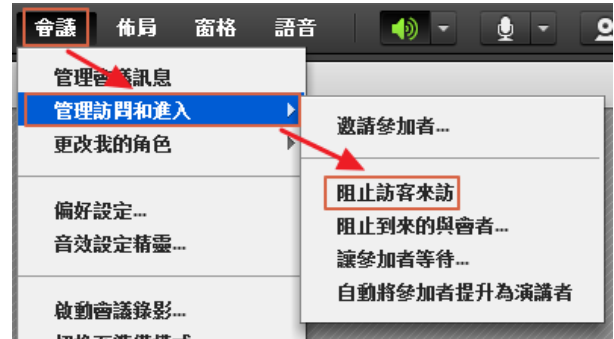 會議 佈局 窗格 語音
管理會議訊息
管理訪問和進入
更改我的角色
偏好設定...
音效設定精靈...
啟動會議錄影...
邀請參加者...
阻止訪客來訪
阻止到來的與會者...
讓參加者等待...
自動將參加者提升為演講者